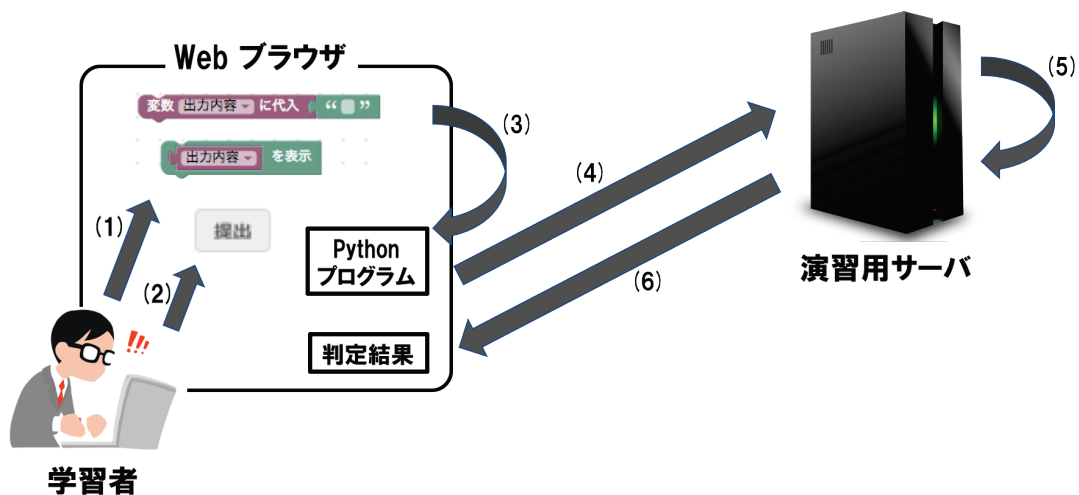 Web ブラウザ
変数 出力内容 に代入 “ ”
出力内容 を表示
提出
Python
プログラム
判定結果
(1)
(2)
(3)
(4)
(5)
(6)
演習用サーバ
学習者
!!!